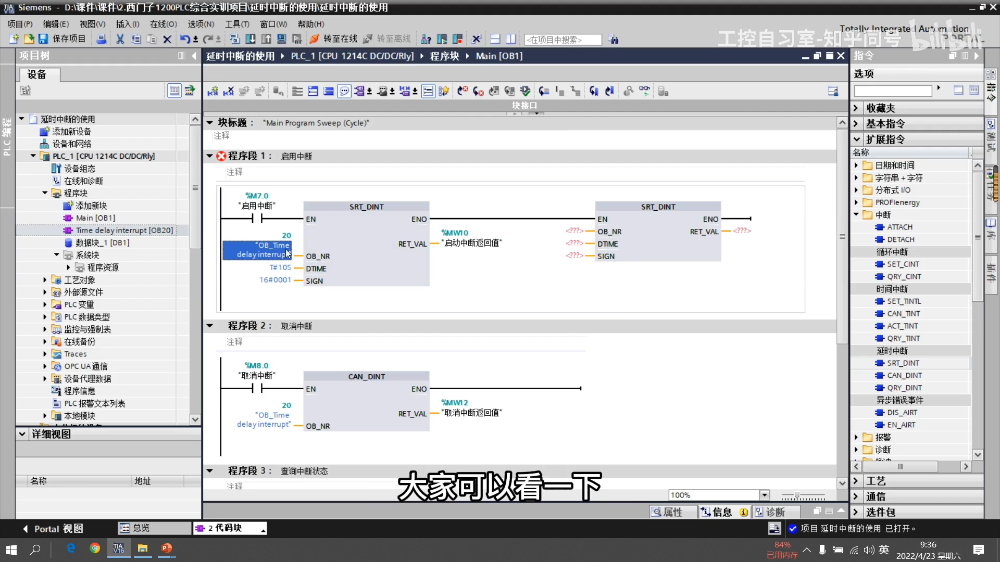 Siemens - D:\课件\课件\2.西门子1200PLC综合实训项目\延时中断的使用\延时中断的使用
项目(P) 编辑(E) 视图(V) 插入(I) 在线(O) 选项(N) 工具(T) 窗口(W) 帮助(H)
Totally Integrated Automation
PORTAL
工控自习室-知乎同号 bilibili
保存项目 转至在线 转至离线 <在项目中搜索>
项目树
延时中断的使用 PLC_1 [CPU 1214C DC/DC/Rly] 程序块 Main [OB1]
指令
设备
选项
块接口
PLC 编程
延时中断的使用
添加新设备
设备和网络
PLC_1 [CPU 1214C DC/DC/Rly]
设备组态
在线和诊断
程序块
添加新块
Main [OB1]
Time delay interrupt [OB20]
数据块_1 [DB1]
系统块
程序资源
工艺对象
外部源文件
PLC 变量
PLC 数据类型
监控与强制表
在线备份
Traces
OPC UA 通信
设备代理数据
程序信息
PLC 报警文本列表
本地模块
详细视图
名称 地址
块标题： "Main Program Sweep (Cycle)"
注释
程序段 1： 启用中断
注释
%M7.0
"启用中断"
SRT_DINT
EN ENO
20
"OB_Time
delay interrupt"
OB_NR
T#10S DTIME
16#0001 SIGN
RET_VAL
%MW10
"启动中断返回值"
SRT_DINT
EN ENO
<???> OB_NR RET_VAL <???>
<???> DTIME
<???> SIGN
程序段 2： 取消中断
注释
%M8.0
"取消中断"
CAN_DINT
EN ENO
20
"OB_Time
delay interrupt"
OB_NR
RET_VAL
%MW12
"取消中断返回值"
程序段 3： 查询中断状态
注释
大家可以看一下
100%
属性 信息 诊断
收藏夹
基本指令
扩展指令
名称
日期和时间
字符串 + 字符
分布式 I/O
PROFIenergy
中断
ATTACH
DETACH
循环中断
SET_CINT
QRY_CINT
时间中断
SET_TINTL
CAN_TINT
ACT_TINT
QRY_TINT
延时中断
SRT_DINT
CAN_DINT
QRY_DINT
异步错误事件
DIS_AIRT
EN_AIRT
报警
诊断
工艺
通信
选件包
指令
测试
任务
库
插件
Portal 视图 总览 2 代码块
项目 延时中断的使用 已打开。
TIA
V16
84%
已用内存
英
9:36
2022/4/23 星期六